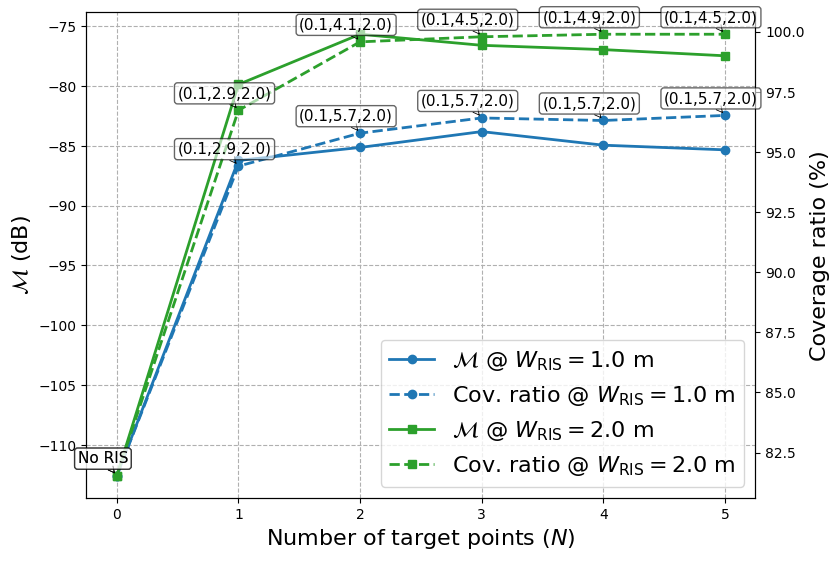 (0.1,4.1,2.0) (0.1,4.5,2.0) (0.1,4.9,2.0) (0.1,4.5,2.0)
(0.1,2.9,2.0)
(0.1,5.7,2.0) (0.1,5.7,2.0) (0.1,5.7,2.0) (0.1,5.7,2.0)
(0.1,2.9,2.0)
No RIS
−75
−80
−85
−90
−95
−100
−105
−110
ℳ (dB)
100.0
97.5
95.0
92.5
90.0
87.5
85.0
82.5
Coverage ratio (%)
ℳ @ W_RIS = 1.0 m
Cov. ratio @ W_RIS = 1.0 m
ℳ @ W_RIS = 2.0 m
Cov. ratio @ W_RIS = 2.0 m
0 1 2 3 4 5
Number of target points (N)